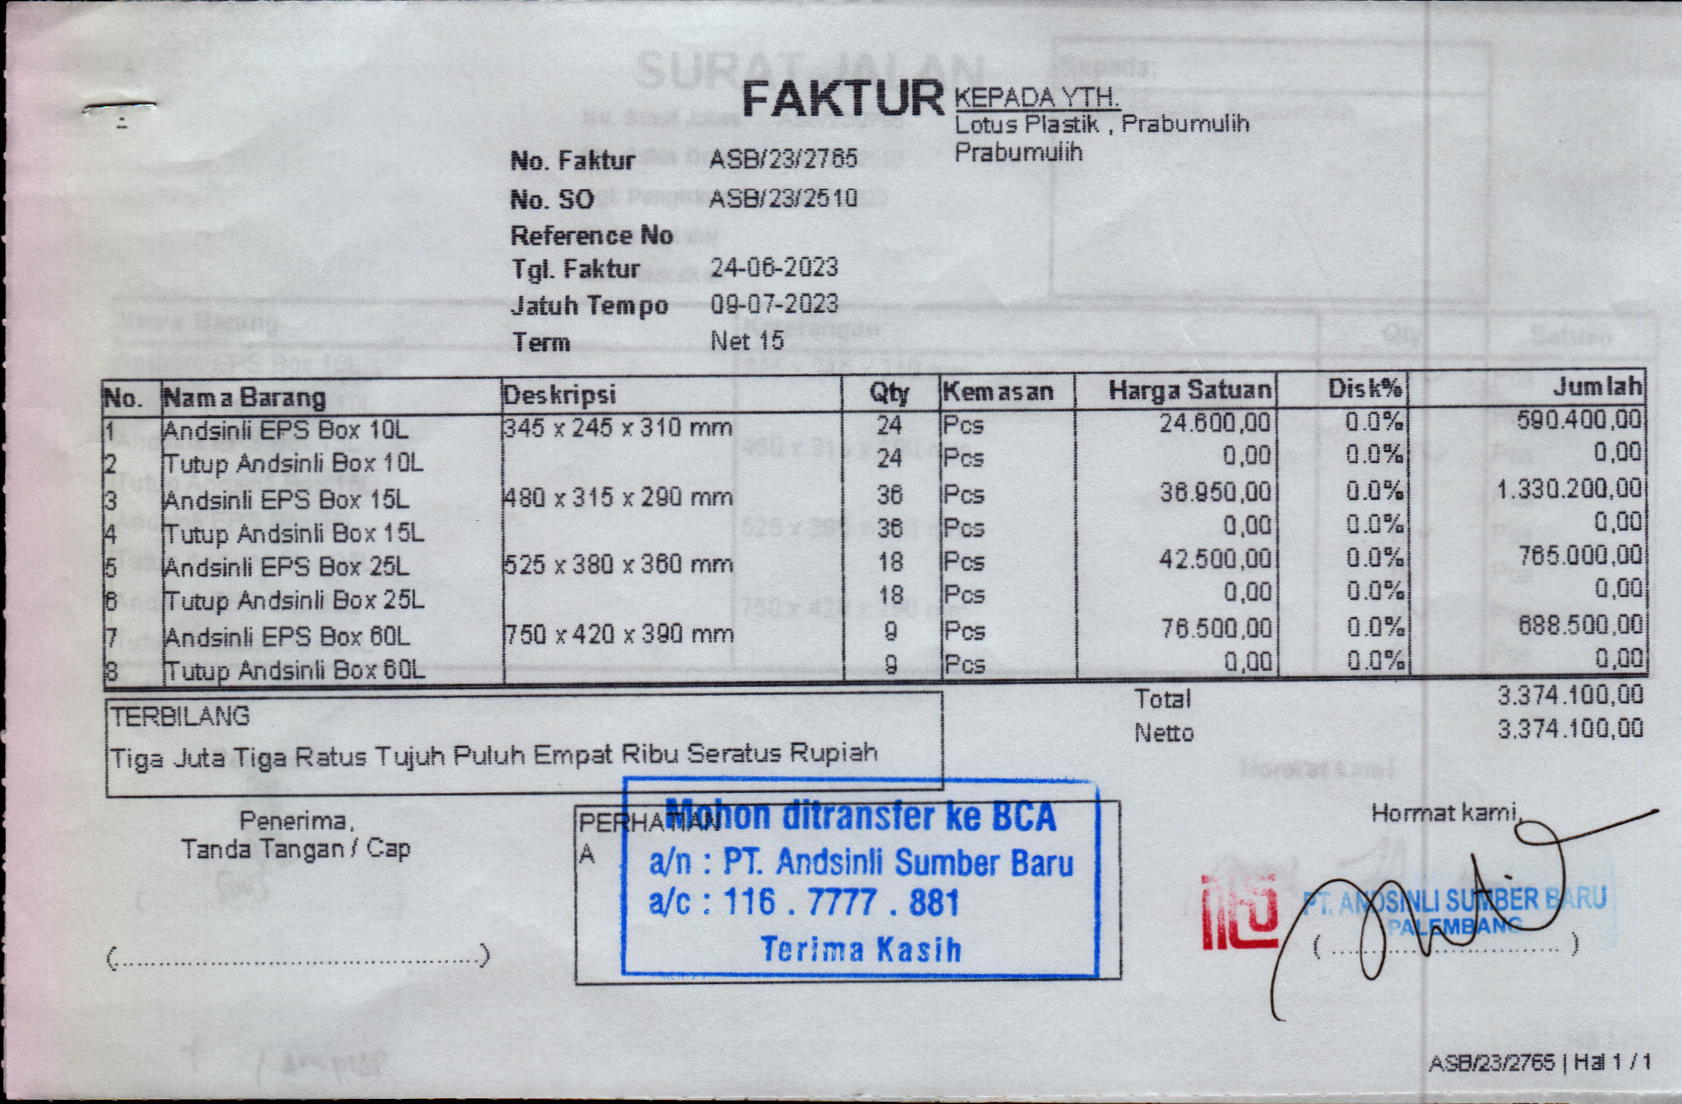 FAKTUR
KEPADA YTH.
Lotus Plastik , Prabumulih
Prabumulih
No. Faktur ASB/23/2765
No. SO ASB/23/2510
Reference No
Tgl. Faktur 24-06-2023
Jatuh Tempo 09-07-2023
Term Net 15
No. Nama Barang Deskripsi Qty Kemasan Harga Satuan Disk% Jumlah
1 Andsinli EPS Box 10L 345 x 245 x 310 mm 24 Pcs 24.600,00 0.0% 590.400,00
2 Tutup Andsinli Box 10L 24 Pcs 0,00 0.0% 0,00
3 Andsinli EPS Box 15L 480 x 315 x 290 mm 36 Pcs 36.950,00 0.0% 1.330.200,00
4 Tutup Andsinli Box 15L 36 Pcs 0,00 0.0% 0,00
5 Andsinli EPS Box 25L 525 x 380 x 360 mm 18 Pcs 42.500,00 0.0% 765.000,00
6 Tutup Andsinli Box 25L 18 Pcs 0,00 0.0% 0,00
7 Andsinli EPS Box 60L 750 x 420 x 390 mm 9 Pcs 76.500,00 0.0% 688.500,00
8 Tutup Andsinli Box 60L 9 Pcs 0,00 0.0% 0,00
Total 3.374.100,00
Netto 3.374.100,00
TERBILANG
Tiga Juta Tiga Ratus Tujuh Puluh Empat Ribu Seratus Rupiah
Penerima,
Tanda Tangan / Cap
(............................................)
PERHATIAN
A
Mohon ditransfer ke BCA
a/n : PT. Andsinli Sumber Baru
a/c : 116 . 7777 . 881
Terima Kasih
Hormat kami,
PT. ANDSINLI SUMBER BARU
PALEMBANG
( ............................ )
ASB/23/2765 | Hal 1 / 1